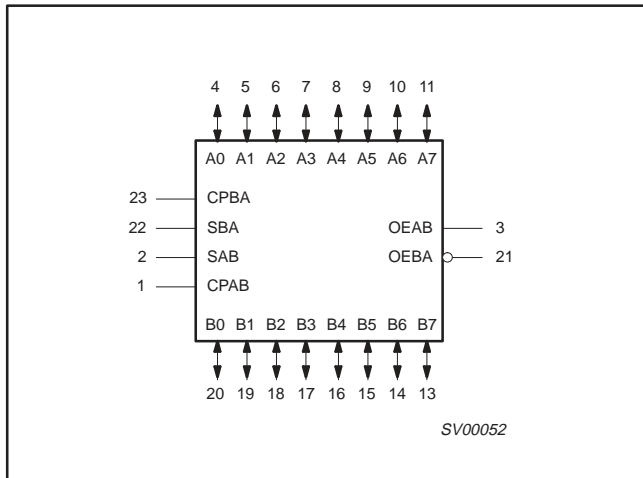 4 5 6 7 8 9 10 11
A0 A1 A2 A3 A4 A5 A6 A7
23 CPBA
22 SBA OEAB 3
2 SAB OEBA 21
1 CPAB
B0 B1 B2 B3 B4 B5 B6 B7
20 19 18 17 16 15 14 13
SV00052